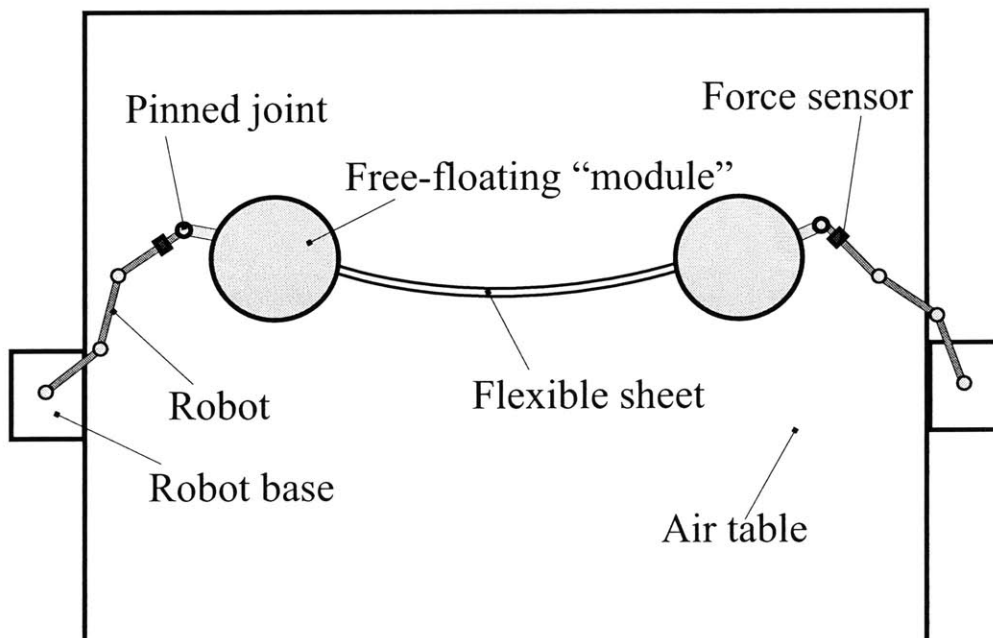 Pinned joint
Force sensor
Free-floating “module”
Flexible sheet
Robot
Robot base
Air table